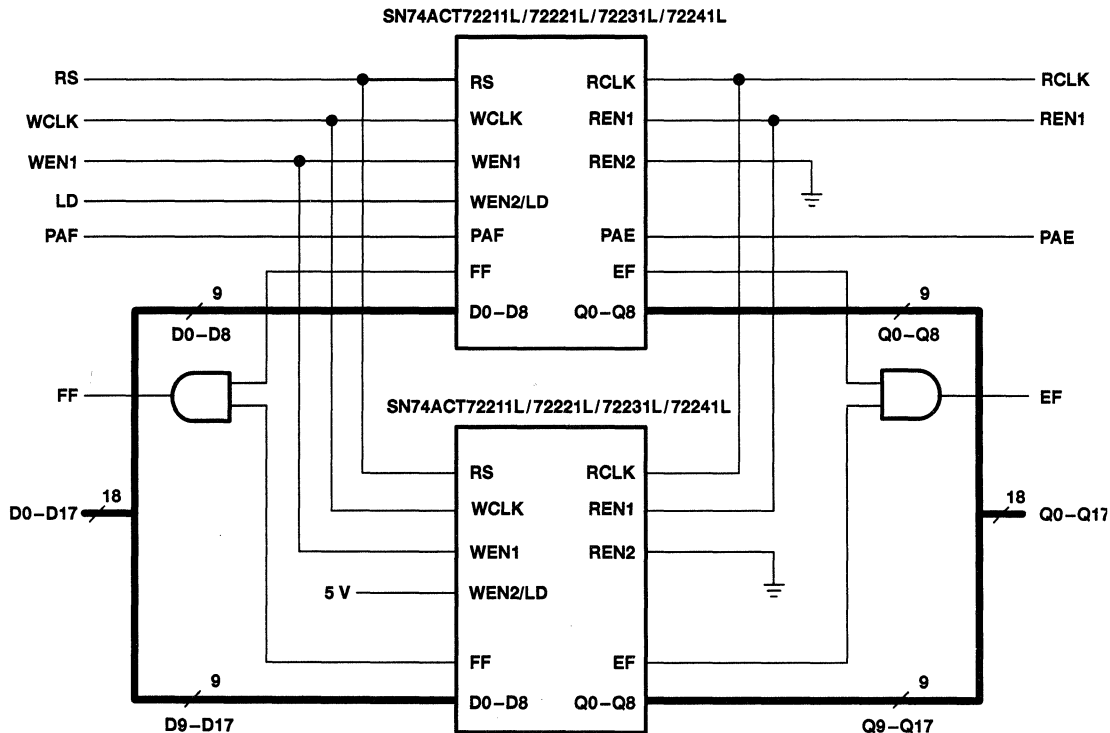 SN74ACT72211L/72221L/72231L/72241L
RS RS RCLK RCLK
WCLK WCLK REN1 REN1
WEN1 WEN1 REN2
LD WEN2/LD
PAF PAF PAE PAE
FF EF
9 9
D0–D8 Q0–Q8
D0–D8 Q0–Q8
FF EF
SN74ACT72211L/72221L/72231L/72241L
RS RCLK
18 18
D0–D17 WCLK REN1 Q0–Q17
WEN1 REN2
5 V WEN2/LD
FF EF
9 9
D0–D8 Q0–Q8
D9–D17 Q9–Q17